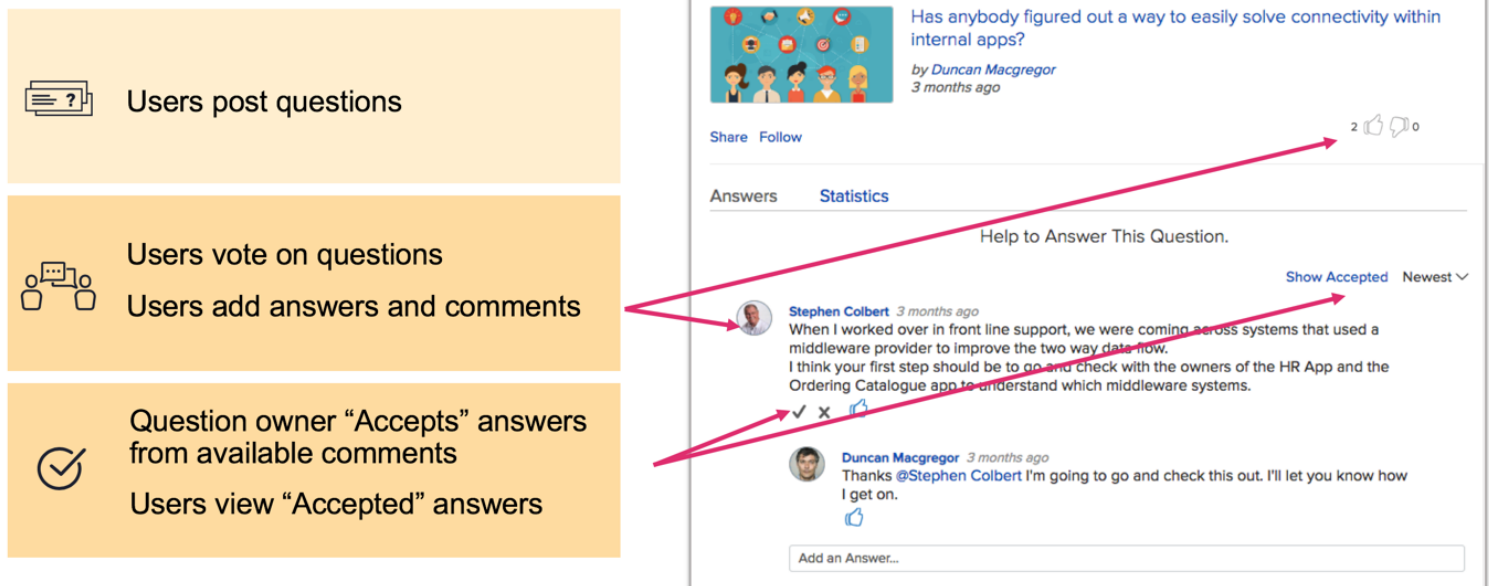 Users post questions
Users vote on questions
Users add answers and comments
Question owner “Accepts” answers
from available comments
Users view “Accepted” answers
Has anybody figured out a way to easily solve connectivity within
internal apps?
by Duncan Macgregor
3 months ago
2 0
Share Follow
Answers Statistics
Help to Answer This Question.
Show Accepted Newest
Stephen Colbert 3 months ago
When I worked over in front line support, we were coming across systems that used a
middleware provider to improve the two way data flow.
I think your first step should be to go and check with the owners of the HR App and the
Ordering Catalogue app to understand which middleware systems.
Duncan Macgregor 3 months ago
Thanks @Stephen Colbert I'm going to go and check this out. I'll let you know how
I get on.
Add an Answer...